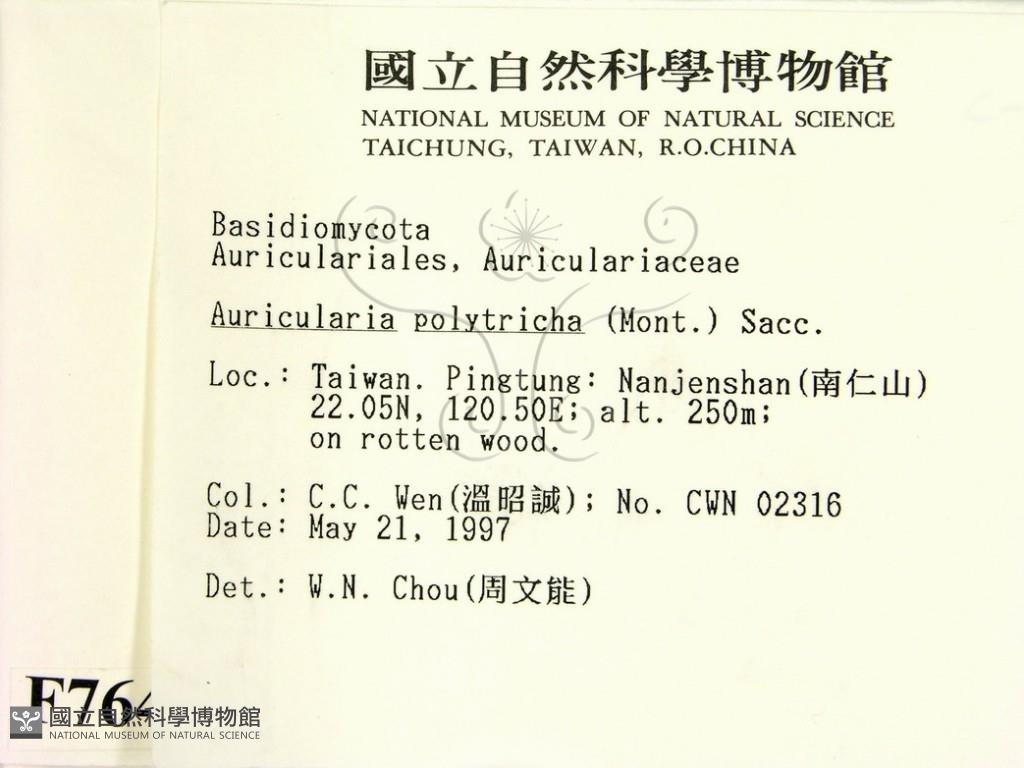 國立自然科學博物館
NATIONAL MUSEUM OF NATURAL SCIENCE
TAICHUNG, TAIWAN, R.O.CHINA
Basidiomycota
Auriculariales, Auriculariaceae
Auricularia polytricha (Mont.) Sacc.
Loc.: Taiwan. Pingtung: Nanjenshan(南仁山)
22.05N, 120.50E; alt. 250m;
on rotten wood.
Col.: C.C. Wen(溫昭誠); No. CWN 02316
Date: May 21, 1997
Det.: W.N. Chou(周文能)
F764
國立自然科學博物館
NATIONAL MUSEUM OF NATURAL SCIENCE